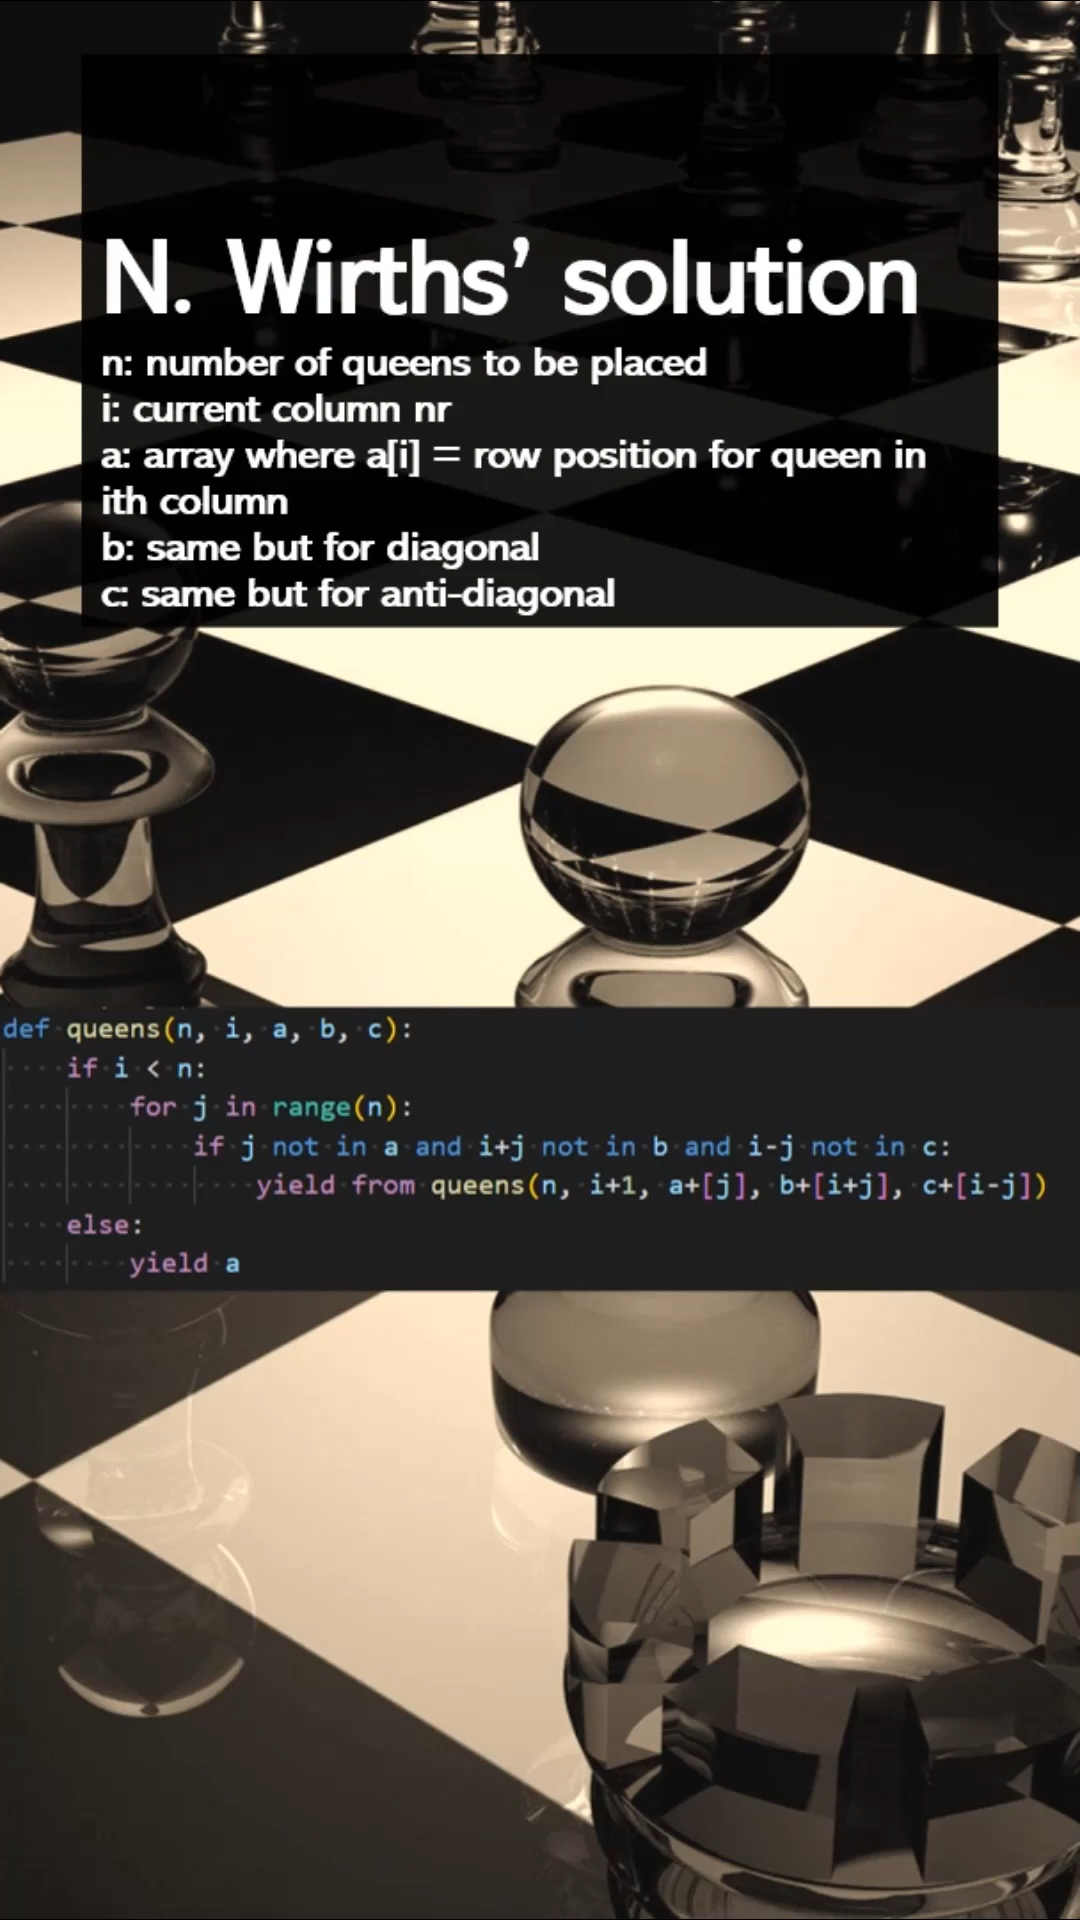 N. Wirths’ solution
n: number of queens to be placed
i: current column nr
a: array where a[i] = row position for queen in
ith column
b: same but for diagonal
c: same but for anti-diagonal
def queens(n, i, a, b, c):
    if i < n:
        for j in range(n):
            if j not in a and i+j not in b and i-j not in c:
                yield from queens(n, i+1, a+[j], b+[i+j], c+[i-j])
    else:
        yield a